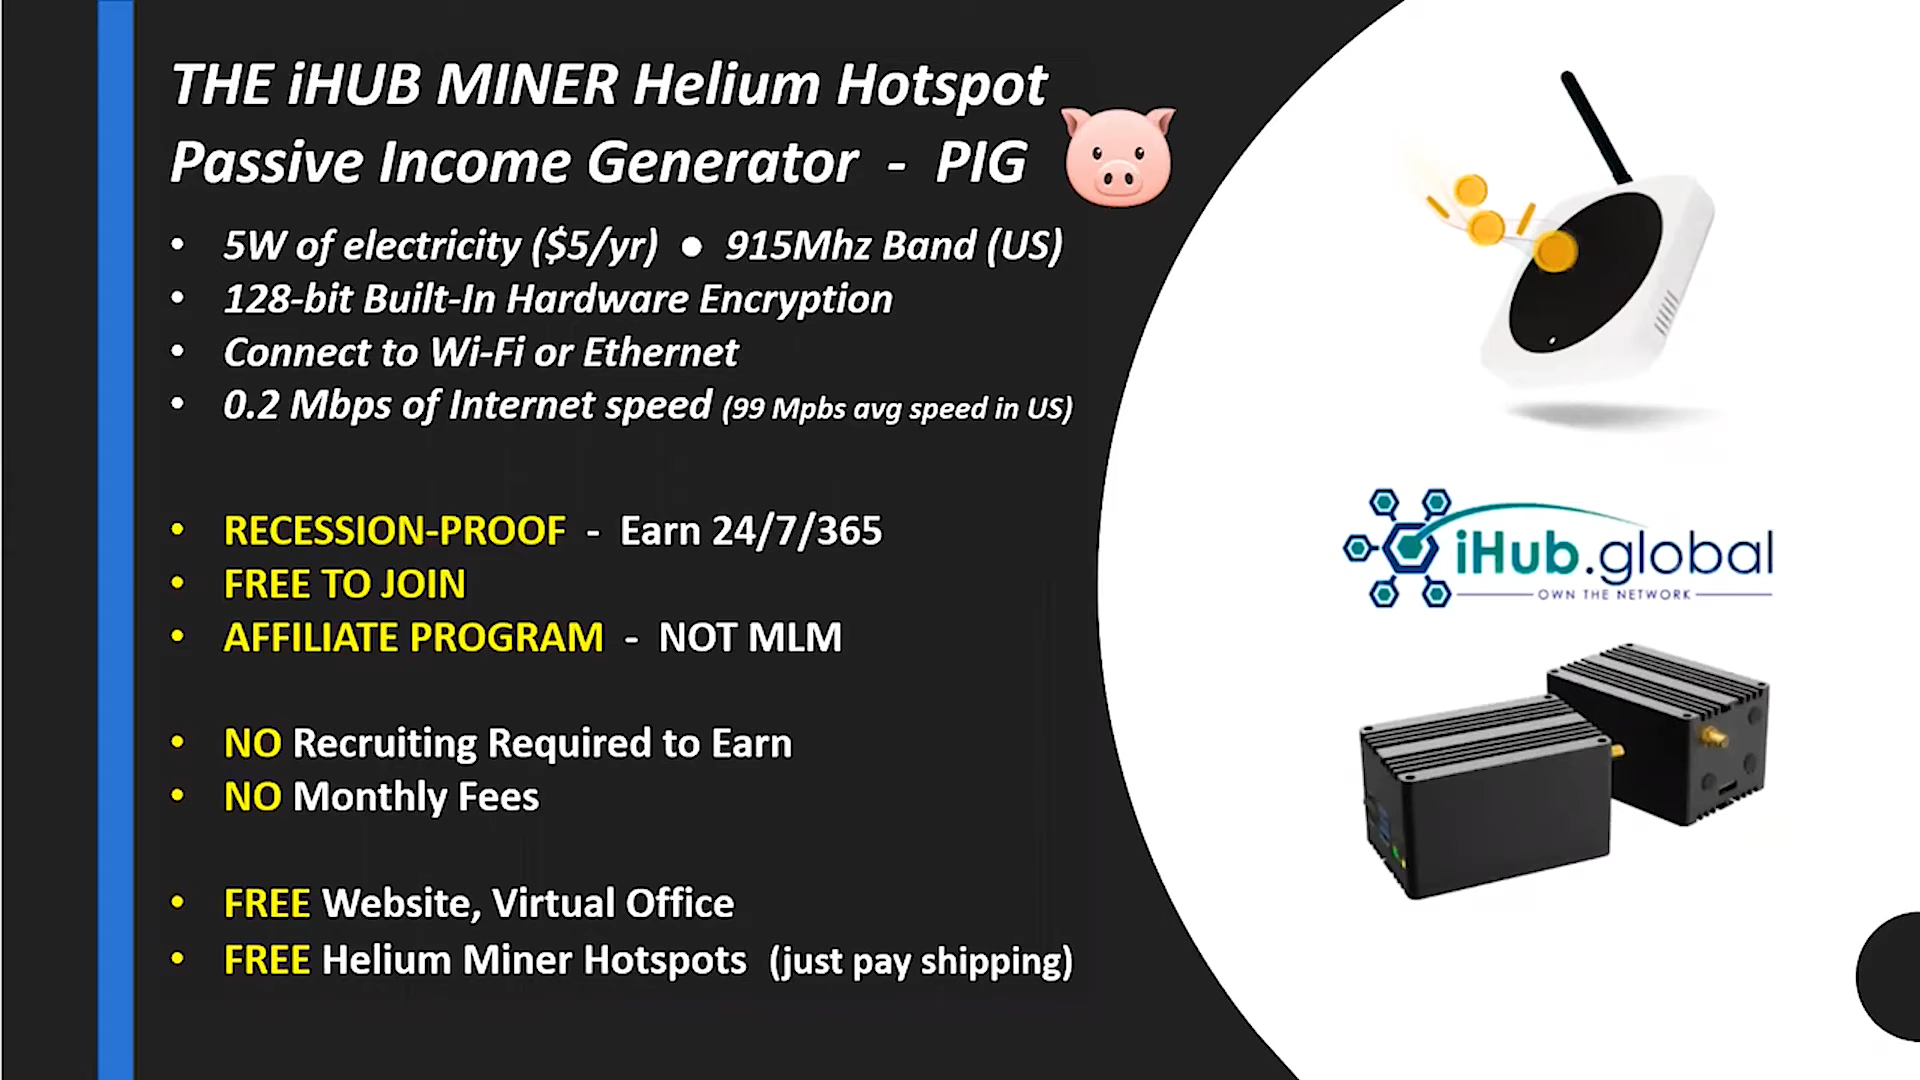 THE iHUB MINER Helium Hotspot
Passive Income Generator - PIG
• 5W of electricity ($5/yr) ● 915Mhz Band (US)
• 128-bit Built-In Hardware Encryption
• Connect to Wi-Fi or Ethernet
• 0.2 Mbps of Internet speed (99 Mpbs avg speed in US)
• RECESSION-PROOF - Earn 24/7/365
• FREE TO JOIN
• AFFILIATE PROGRAM - NOT MLM
• NO Recruiting Required to Earn
• NO Monthly Fees
• FREE Website, Virtual Office
• FREE Helium Miner Hotspots (just pay shipping)
iHub.global
OWN THE NETWORK